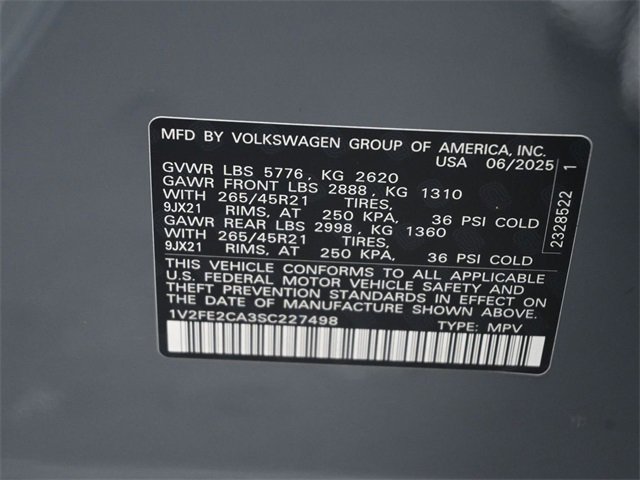 MFD BY VOLKSWAGEN GROUP OF AMERICA, INC.
USA 06/2025
GVWR LBS 5776, KG 2620
GAWR FRONT LBS 2888, KG 1310
WITH 265/45R21 TIRES,
9JX21 RIMS, AT 250 KPA, 36 PSI COLD
GAWR REAR LBS 2998, KG 1360
WITH 265/45R21 TIRES,
9JX21 RIMS, AT 250 KPA, 36 PSI COLD
THIS VEHICLE CONFORMS TO ALL APPLICABLE
U.S. FEDERAL MOTOR VEHICLE SAFETY AND
THEFT PREVENTION STANDARDS IN EFFECT ON
THE DATE OF MANUFACTURE SHOWN ABOVE.
1V2FE2CA3SC227498 TYPE: MPV
2328522 1